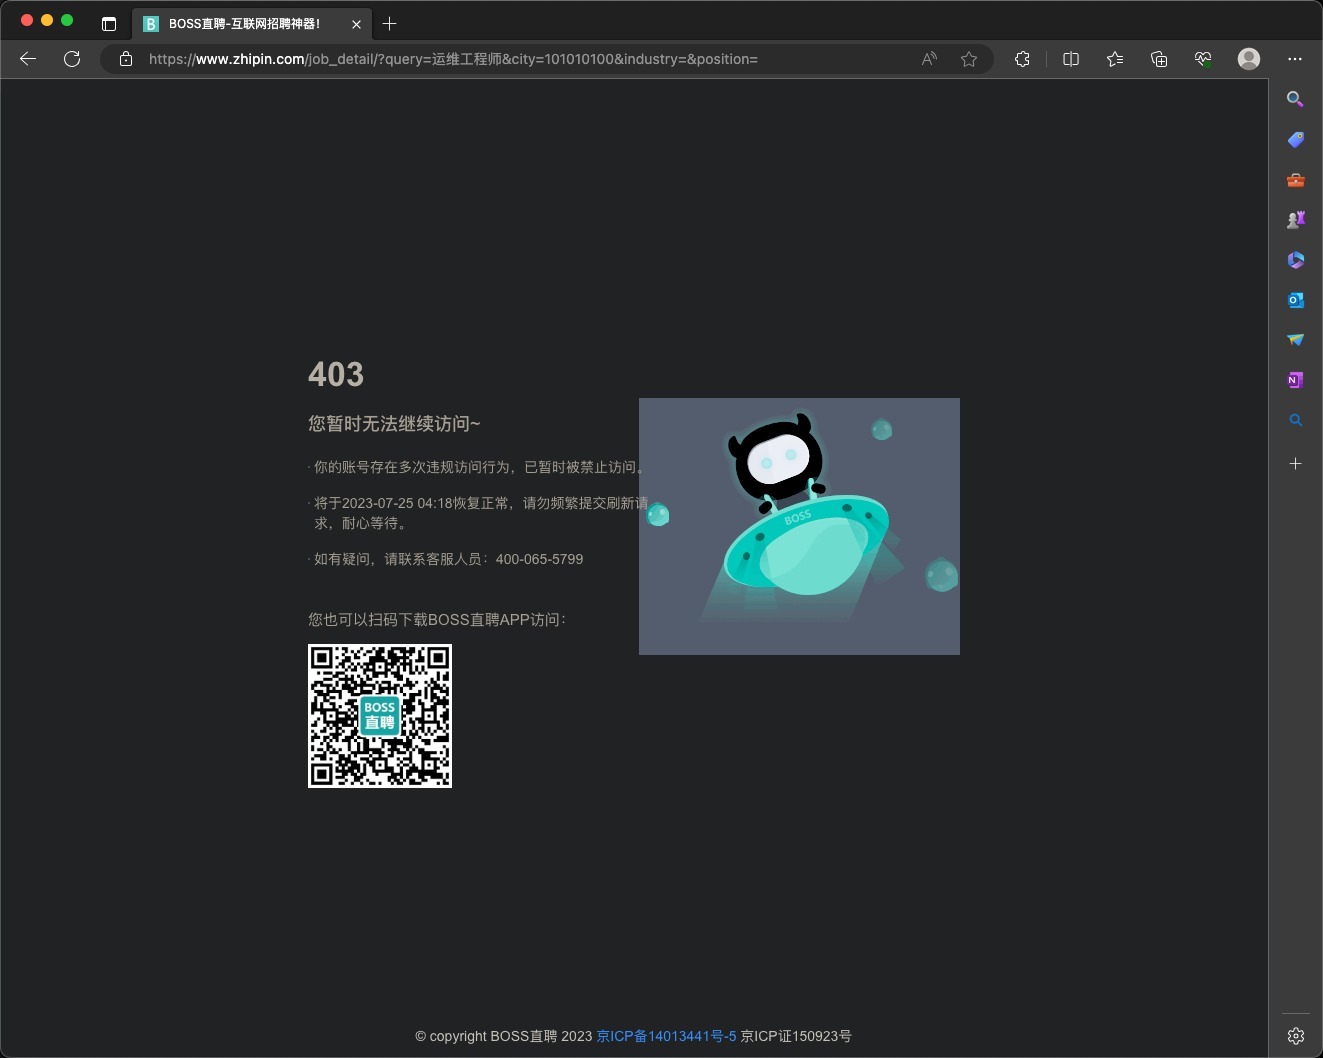 BOSS直聘-互联网招聘神器！
https://www.zhipin.com/job_detail/?query=运维工程师&city=101010100&industry=&position=
403
您暂时无法继续访问~
· 你的账号存在多次违规访问行为，已暂时被禁止访问。
· 将于2023-07-25 04:18恢复正常，请勿频繁提交刷新请
求，耐心等待。
· 如有疑问，请联系客服人员：400-065-5799
BOSS
您也可以扫码下载BOSS直聘APP访问：
BOSS
直聘
© copyright BOSS直聘 2023 京ICP备14013441号-5 京ICP证150923号